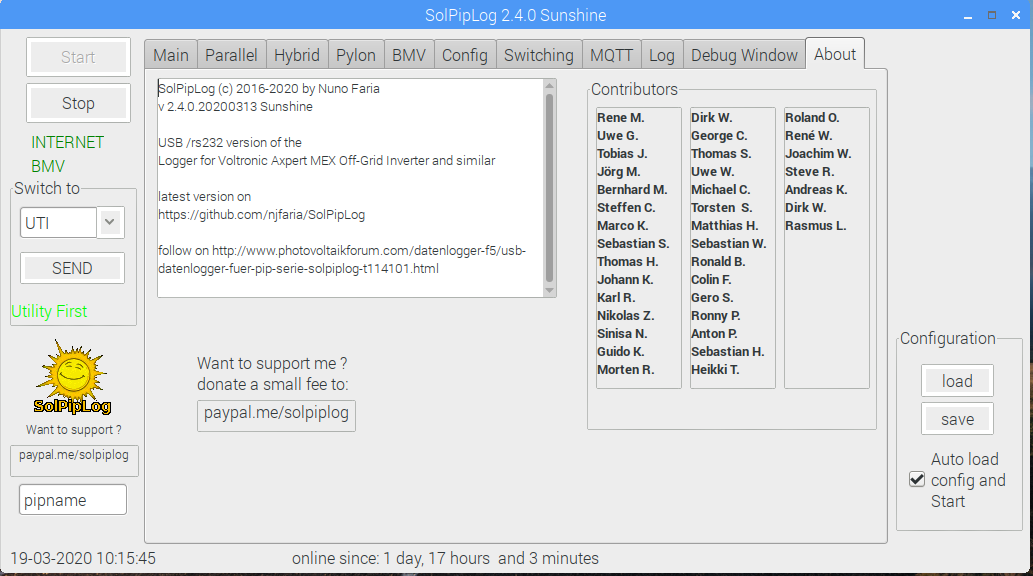 SolPipLog 2.4.0 Sunshine
Start
Stop
INTERNET
BMV
Switch to
UTI
SEND
Utility First
SolPipLog
Want to support ?
paypal.me/solpiplog
pipname
Main Parallel Hybrid Pylon BMV Config Switching MQTT Log Debug Window About
SolPipLog (c) 2016-2020 by Nuno Faria
v 2.4.0.20200313 Sunshine
USB /rs232 version of the
Logger for Voltronic Axpert MEX Off-Grid Inverter and similar
latest version on
https://github.com/njfaria/SolPipLog
follow on http://www.photovoltaikforum.com/datenlogger-f5/usb-
datenlogger-fuer-pip-serie-solpiplog-t114101.html
Want to support me ?
donate a small fee to:
paypal.me/solpiplog
Contributors
Rene M.
Uwe G.
Tobias J.
Jörg M.
Bernhard M.
Steffen C.
Marko K.
Sebastian S.
Thomas H.
Johann K.
Karl R.
Nikolas Z.
Sinisa N.
Guido K.
Morten R.
Dirk W.
George C.
Thomas S.
Uwe W.
Michael C.
Torsten  S.
Matthias H.
Sebastian W.
Ronald B.
Colin F.
Gero S.
Ronny P.
Anton P.
Sebastian H.
Heikki T.
Roland O.
René W.
Joachim W.
Steve R.
Andreas K.
Dirk W.
Rasmus L.
Configuration
load
save
Auto load
config and
Start
19-03-2020 10:15:45
online since: 1 day, 17 hours  and 3 minutes